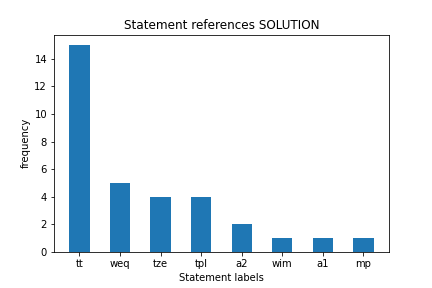 Statement references SOLUTION
frequency
14
12
10
8
6
4
2
0
tt weq tze tpl a2 wim a1 mp
Statement labels